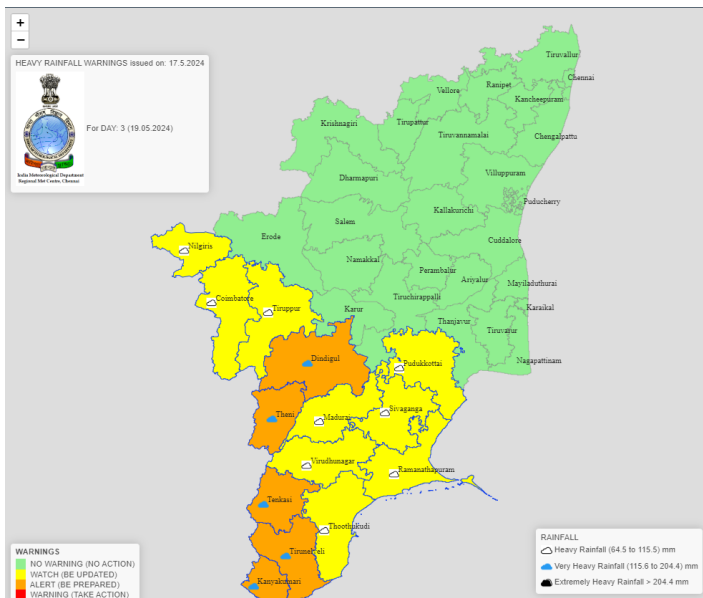 +
−
HEAVY RAINFALL WARNINGS issued on: 17.5.2024
For DAY: 3 (19.05.2024)
India Meteorological Department
Regional Met Centre, Chennai
Tiruvallur
Chennai
Ranipet
Vellore
Kancheepuram
Krishnagiri
Tirupattur
Tiruvannamalai
Chengalpattu
Dharmapuri
Villuppuram
Puducherry
Kallakurichi
Salem
Erode
Cuddalore
Nilgiris
Namakkal
Perambalur
Ariyalur
Mayiladuthurai
Coimbatore
Tiruppur
Tiruchirappalli
Karur
Karaikal
Thanjavur
Tiruvarur
Dindigul
Pudukkottai
Nagapattinam
Theni
Madurai
Sivaganga
Virudhunagar
Ramanathapuram
Tenkasi
Thoothukudi
Tirunelveli
Kanyakumari
WARNINGS
NO WARNING (NO ACTION)
WATCH (BE UPDATED)
ALERT (BE PREPARED)
WARNING (TAKE ACTION)
RAINFALL
Heavy Rainfall (64.5 to 115.5) mm
Very Heavy Rainfall (115.6 to 204.4) mm
Extremely Heavy Rainfall > 204.4 mm